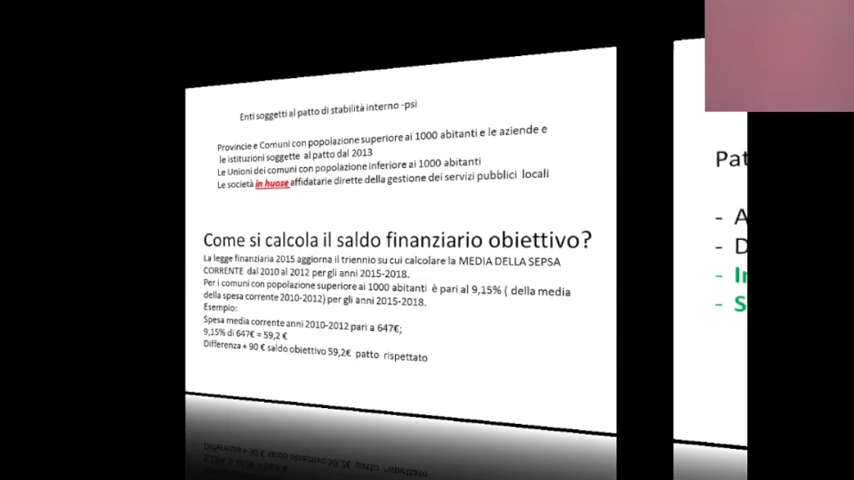 Enti soggetti al patto di stabilità interno -psi
Provincie e Comuni con popolazione superiore ai 1000 abitanti e le aziende e
le istituzioni soggette al patto dal 2013
Le Unioni dei comuni con popolazione inferiore ai 1000 abitanti
Le società in huose affidatarie dirette della gestione dei servizi pubblici locali
Come si calcola il saldo finanziario obiettivo?
La legge finanziaria 2015 aggiorna il triennio su cui calcolare la MEDIA DELLA SEPSA
CORRENTE dal 2010 al 2012 per gli anni 2015-2018.
Per i comuni con popolazione superiore ai 1000 abitanti è pari al 9,15% ( della media
della spesa corrente 2010-2012) per gli anni 2015-2018.
Esempio:
Spesa media corrente anni 2010-2012 pari a 647€;
9,15% di 647€ = 59,2 €
Differenza + 90 € saldo obiettivo 59,2€ patto rispettato
Pat
- A
- D
- In
- S